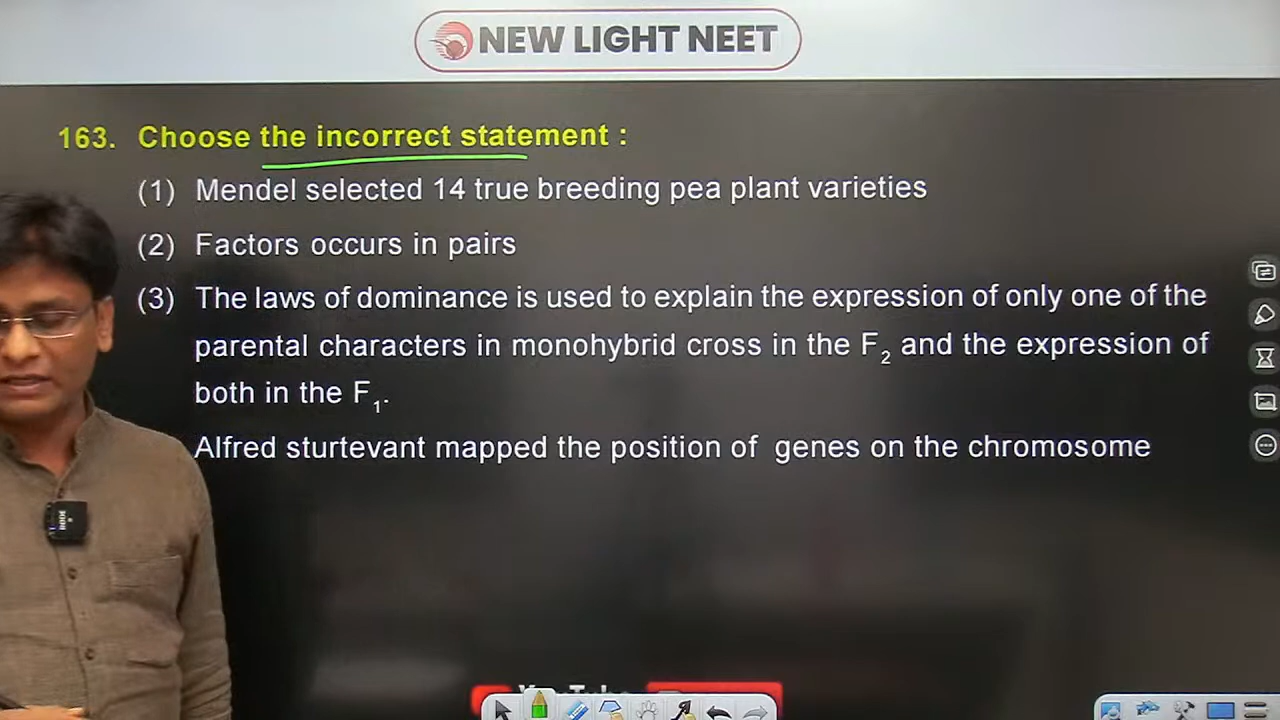 NEW LIGHT NEET
163. Choose the incorrect statement :
(1) Mendel selected 14 true breeding pea plant varieties
(2) Factors occurs in pairs
(3) The laws of dominance is used to explain the expression of only one of the
parental characters in monohybrid cross in the F2 and the expression of
both in the F1.
Alfred sturtevant mapped the position of genes on the chromosome